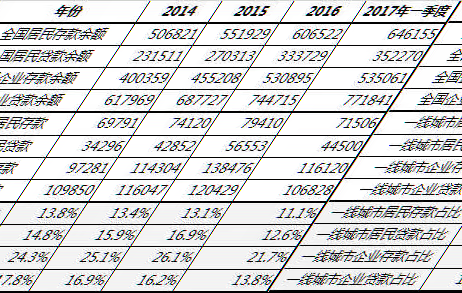 年份 2014 2015 2016 2017年一季度
全国居民存款余额 506821 551929 606522 646155
国居民贷款余额 231511 270313 333729 352270 全
企业存款余额 400359 455208 530895 535061 全国
业贷款余额 617969 687727 744715 771841 全国企
居民存款 69791 74120 79410 71506 一线城市
贷款 34296 42852 56553 44500 一线城市居民
存款 97281 114304 138476 116120 一线城市企业存
109850 116047 120429 106828 一线城市企业贷款
13.8% 13.4% 13.1% 11.1% 一线城市居民存款占比
14.8% 15.9% 16.9% 12.6% 一线城市居民贷款占比
24.3% 25.1% 26.1% 21.7% 一线城市企业存款占比
17.8% 16.9% 16.2% 13.8% 一线城市企业贷款占比